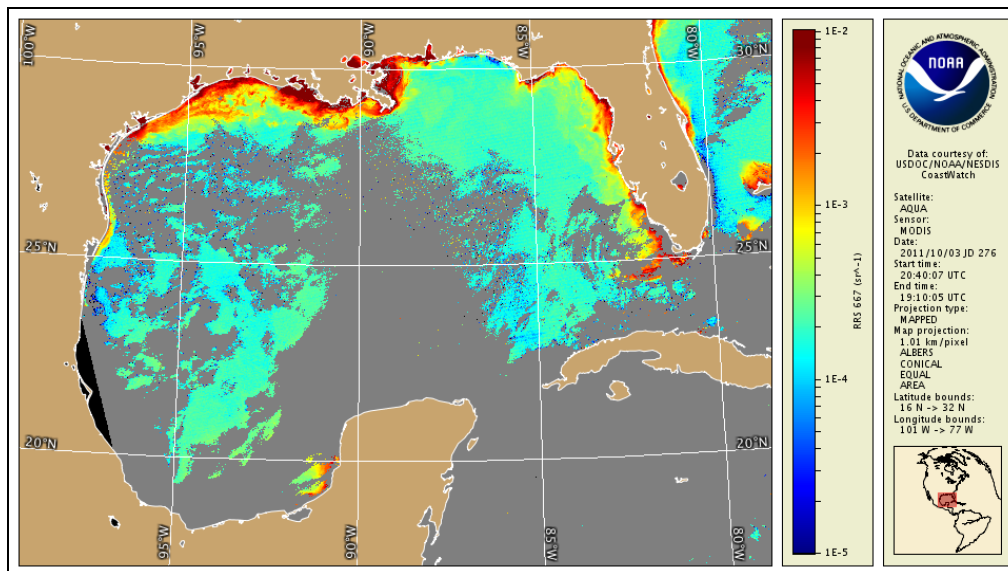 100°W
95°W
90°W
85°W
80°W
30°N
30°N
25°N
25°N
20°N
20°N
95°W
90°W
85°W
80°W
1E-2
1E-3
1E-4
1E-5
RRS 667 (sr^-1)
NATIONAL OCEANIC AND ATMOSPHERIC ADMINISTRATION
NOAA
U.S. DEPARTMENT OF COMMERCE
Data courtesy of:
USDOC/NOAA/NESDIS
CoastWatch
Satellite:
AQUA
Sensor:
MODIS
Date:
2011/10/03 JD 276
Start time:
20:40:07 UTC
End time:
19:10:05 UTC
Projection type:
MAPPED
Map projection:
1.01 km/pixel
ALBERS
CONICAL
EQUAL
AREA
Latitude bounds:
16 N -> 32 N
Longitude bounds:
101 W -> 77 W